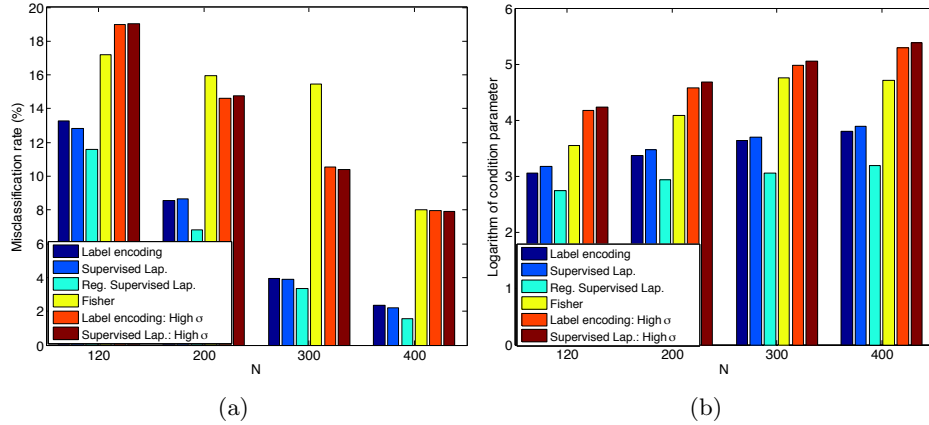 20
18
16
14
12
10
8
6
4
2
0
Misclassification rate (%)
Label encoding
Supervised Lap.
Reg. Supervised Lap.
Fisher
Label encoding: High σ
Supervised Lap.: High σ
120 200 300 400
N
(a)
6
5
4
3
2
1
0
Logarithm of condition parameter
Label encoding
Supervised Lap.
Reg. Supervised Lap.
Fisher
Label encoding: High σ
Supervised Lap.: High σ
120 200 300 400
N
(b)